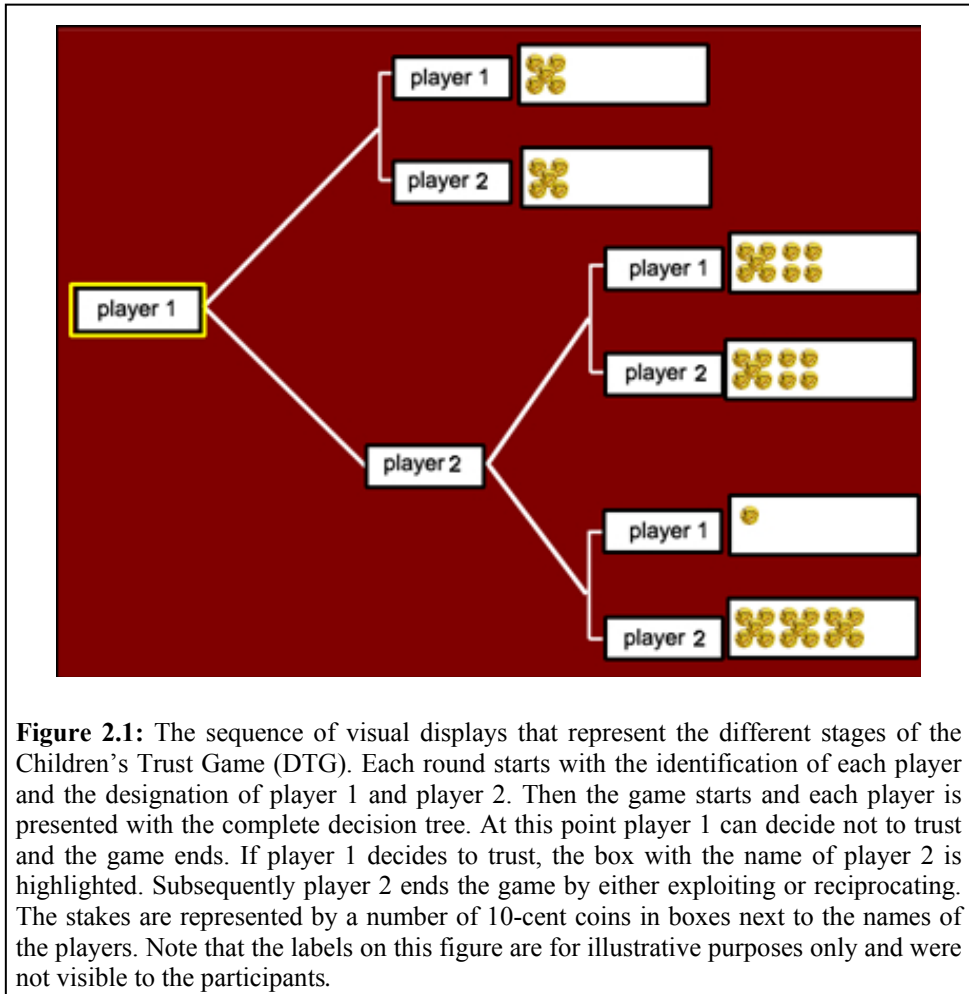 player 1
player 2
player 1
player 1
player 2
player 2
player 1
player 2
Figure 2.1: The sequence of visual displays that represent the different stages of the
Children’s Trust Game (DTG). Each round starts with the identification of each player
and the designation of player 1 and player 2. Then the game starts and each player is
presented with the complete decision tree. At this point player 1 can decide not to trust
and the game ends. If player 1 decides to trust, the box with the name of player 2 is
highlighted. Subsequently player 2 ends the game by either exploiting or reciprocating.
The stakes are represented by a number of 10-cent coins in boxes next to the names of
the players. Note that the labels on this figure are for illustrative purposes only and were
not visible to the participants.